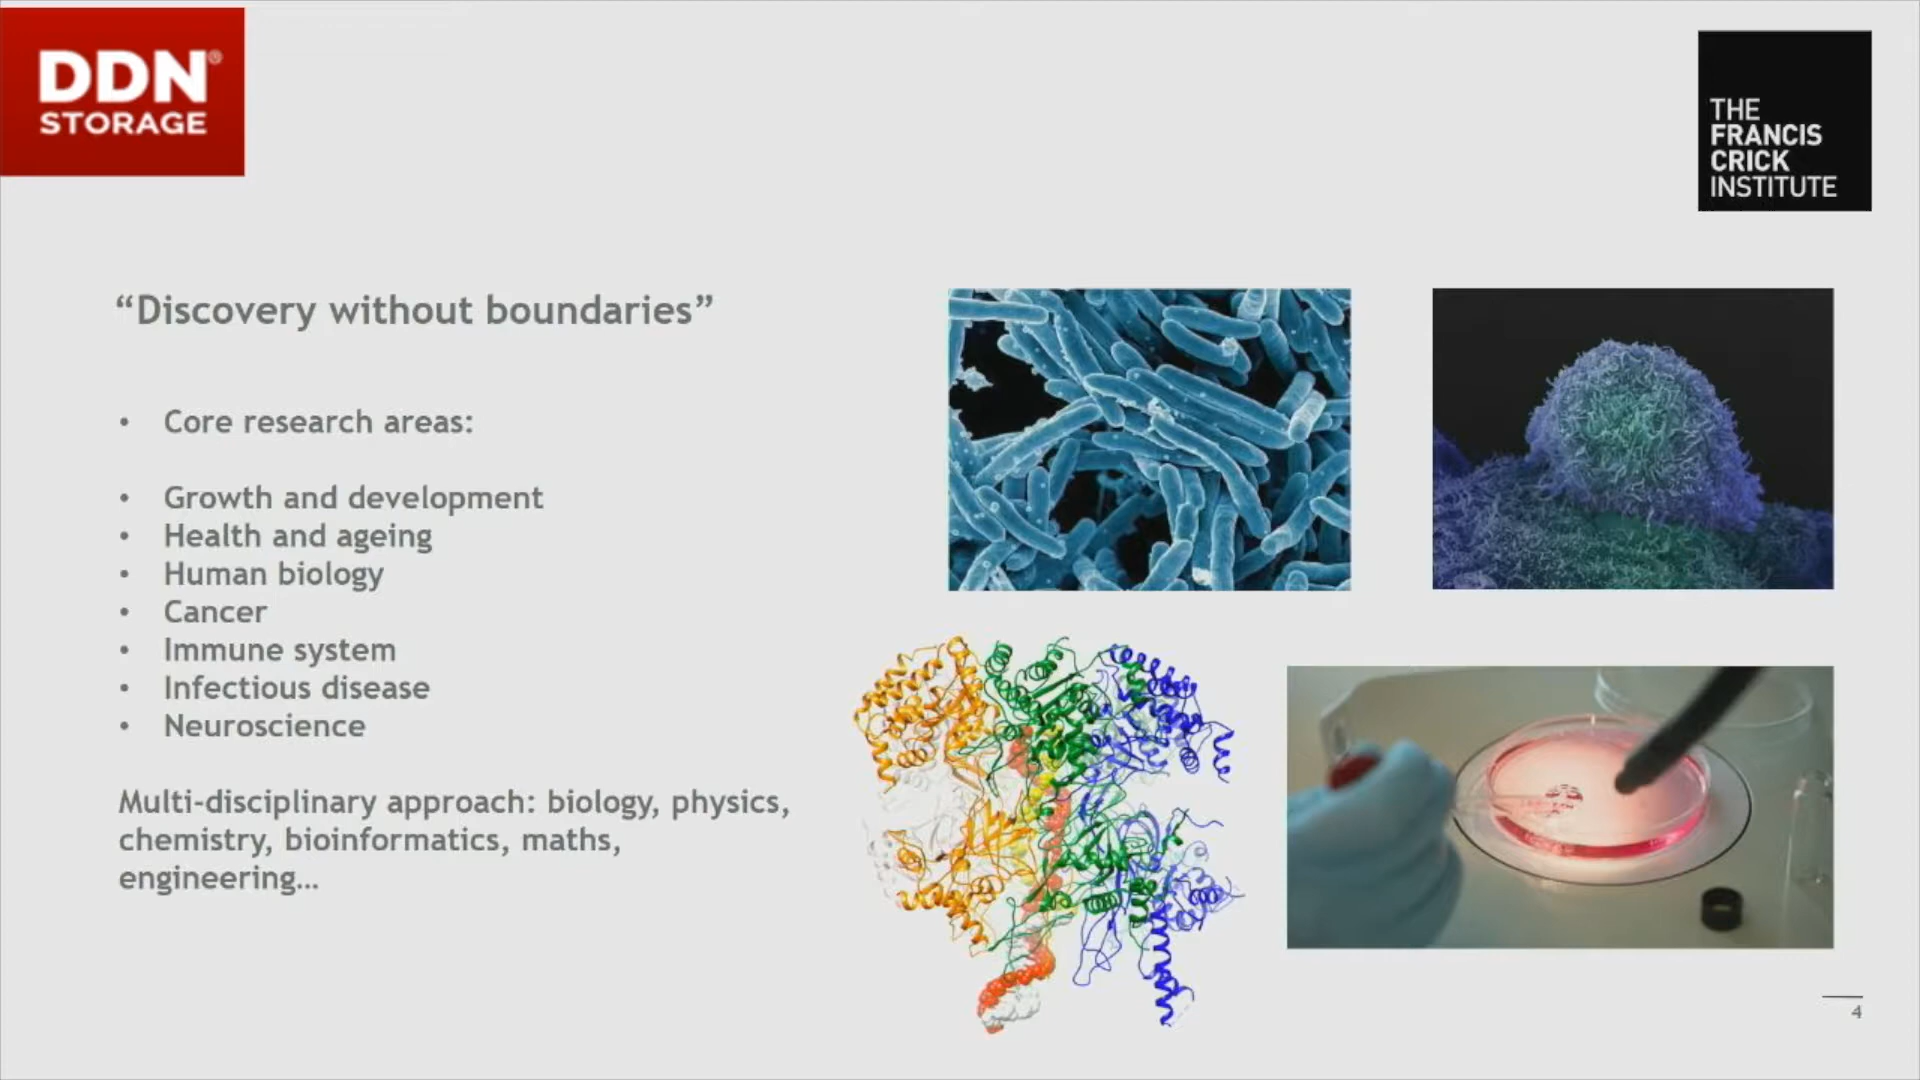 DDN®
STORAGE
THE
FRANCIS
CRICK
INSTITUTE
“Discovery without boundaries”
• Core research areas:
• Growth and development
• Health and ageing
• Human biology
• Cancer
• Immune system
• Infectious disease
• Neuroscience
Multi-disciplinary approach: biology, physics,
chemistry, bioinformatics, maths,
engineering…
4